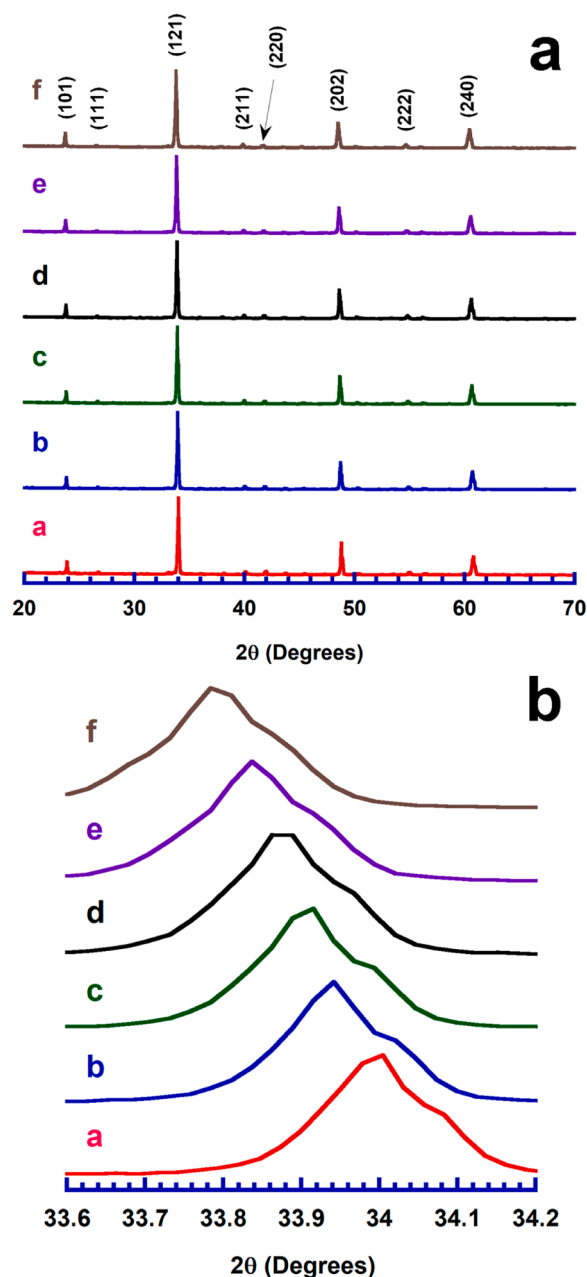 a
(101)
(111)
(121)
(211)
(220)
(202)
(222)
(240)
f
e
d
c
b
a
20 30 40 50 60 70
2θ (Degrees)
b
f
e
d
c
b
a
33.6 33.7 33.8 33.9 34 34.1 34.2
2θ (Degrees)